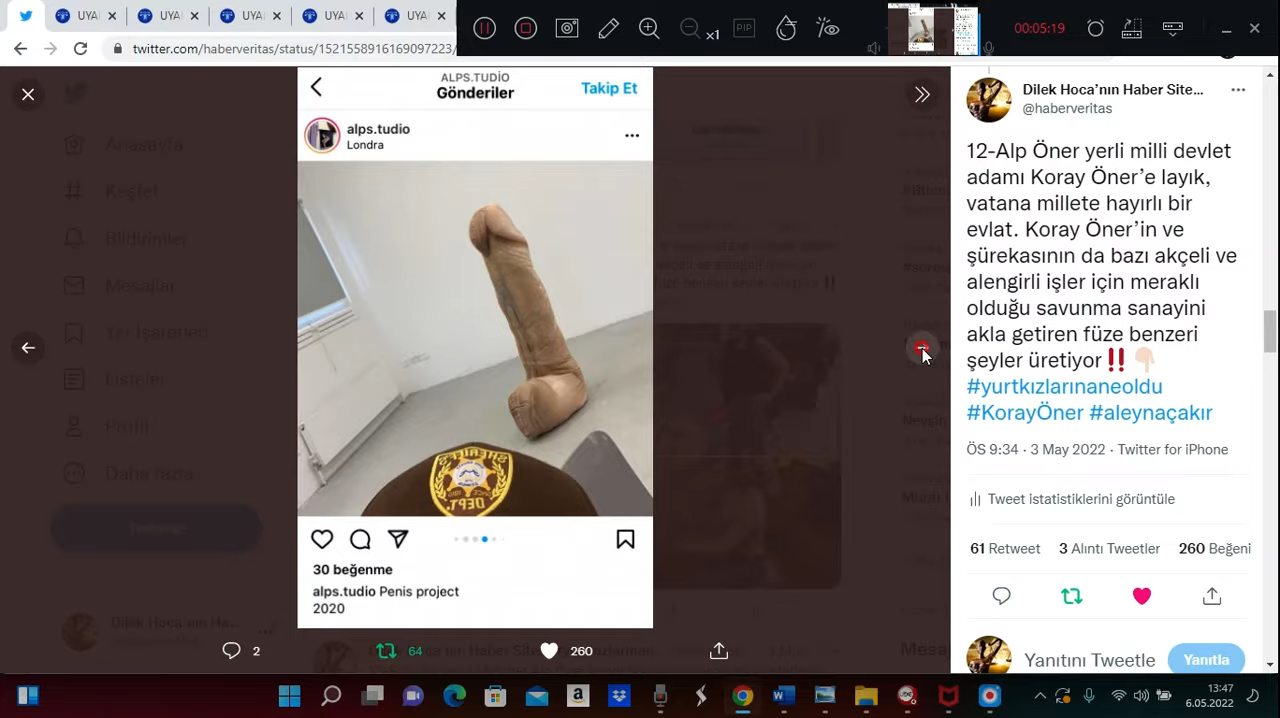 UYA
UYA
UYA
UYA
x1
PIP
00:05:19
twitter.com/haberveritas/status/1521358916169097223/
ALPS.TUDİO
Gönderiler
Takip Et
alps.tudio
Londra
SHERIFF'S
DEPT.
30 beğenme
alps.tudio Penis project
2020
Anasayfa
Keşfet
Bildirimler
Mesajlar
Yer İşaretleri
Listeler
Profil
Daha fazla
Dilek Hoca'nın Ha...
2
64
260
Dilek Hoca'nın Haber Site...
@haberveritas
12-Alp Öner yerli milli devlet
adamı Koray Öner'e layık,
vatana millete hayırlı bir
evlat. Koray Öner'in ve
şürekasının da bazı akçeli ve
alengirli işler için meraklı
olduğu savunma sanayini
akla getiren füze benzeri
şeyler üretiyor‼️👇🏻
#yurtkızlarınaneoldu
#KorayÖner #aleynaçakır
ÖS 9:34 · 3 May 2022 · Twitter for iPhone
Tweet istatistiklerini görüntüle
61 Retweet 3 Alıntı Tweetler 260 Beğeni
Yanıtını Tweetle
Yanıtla
13:47
6.05.2022